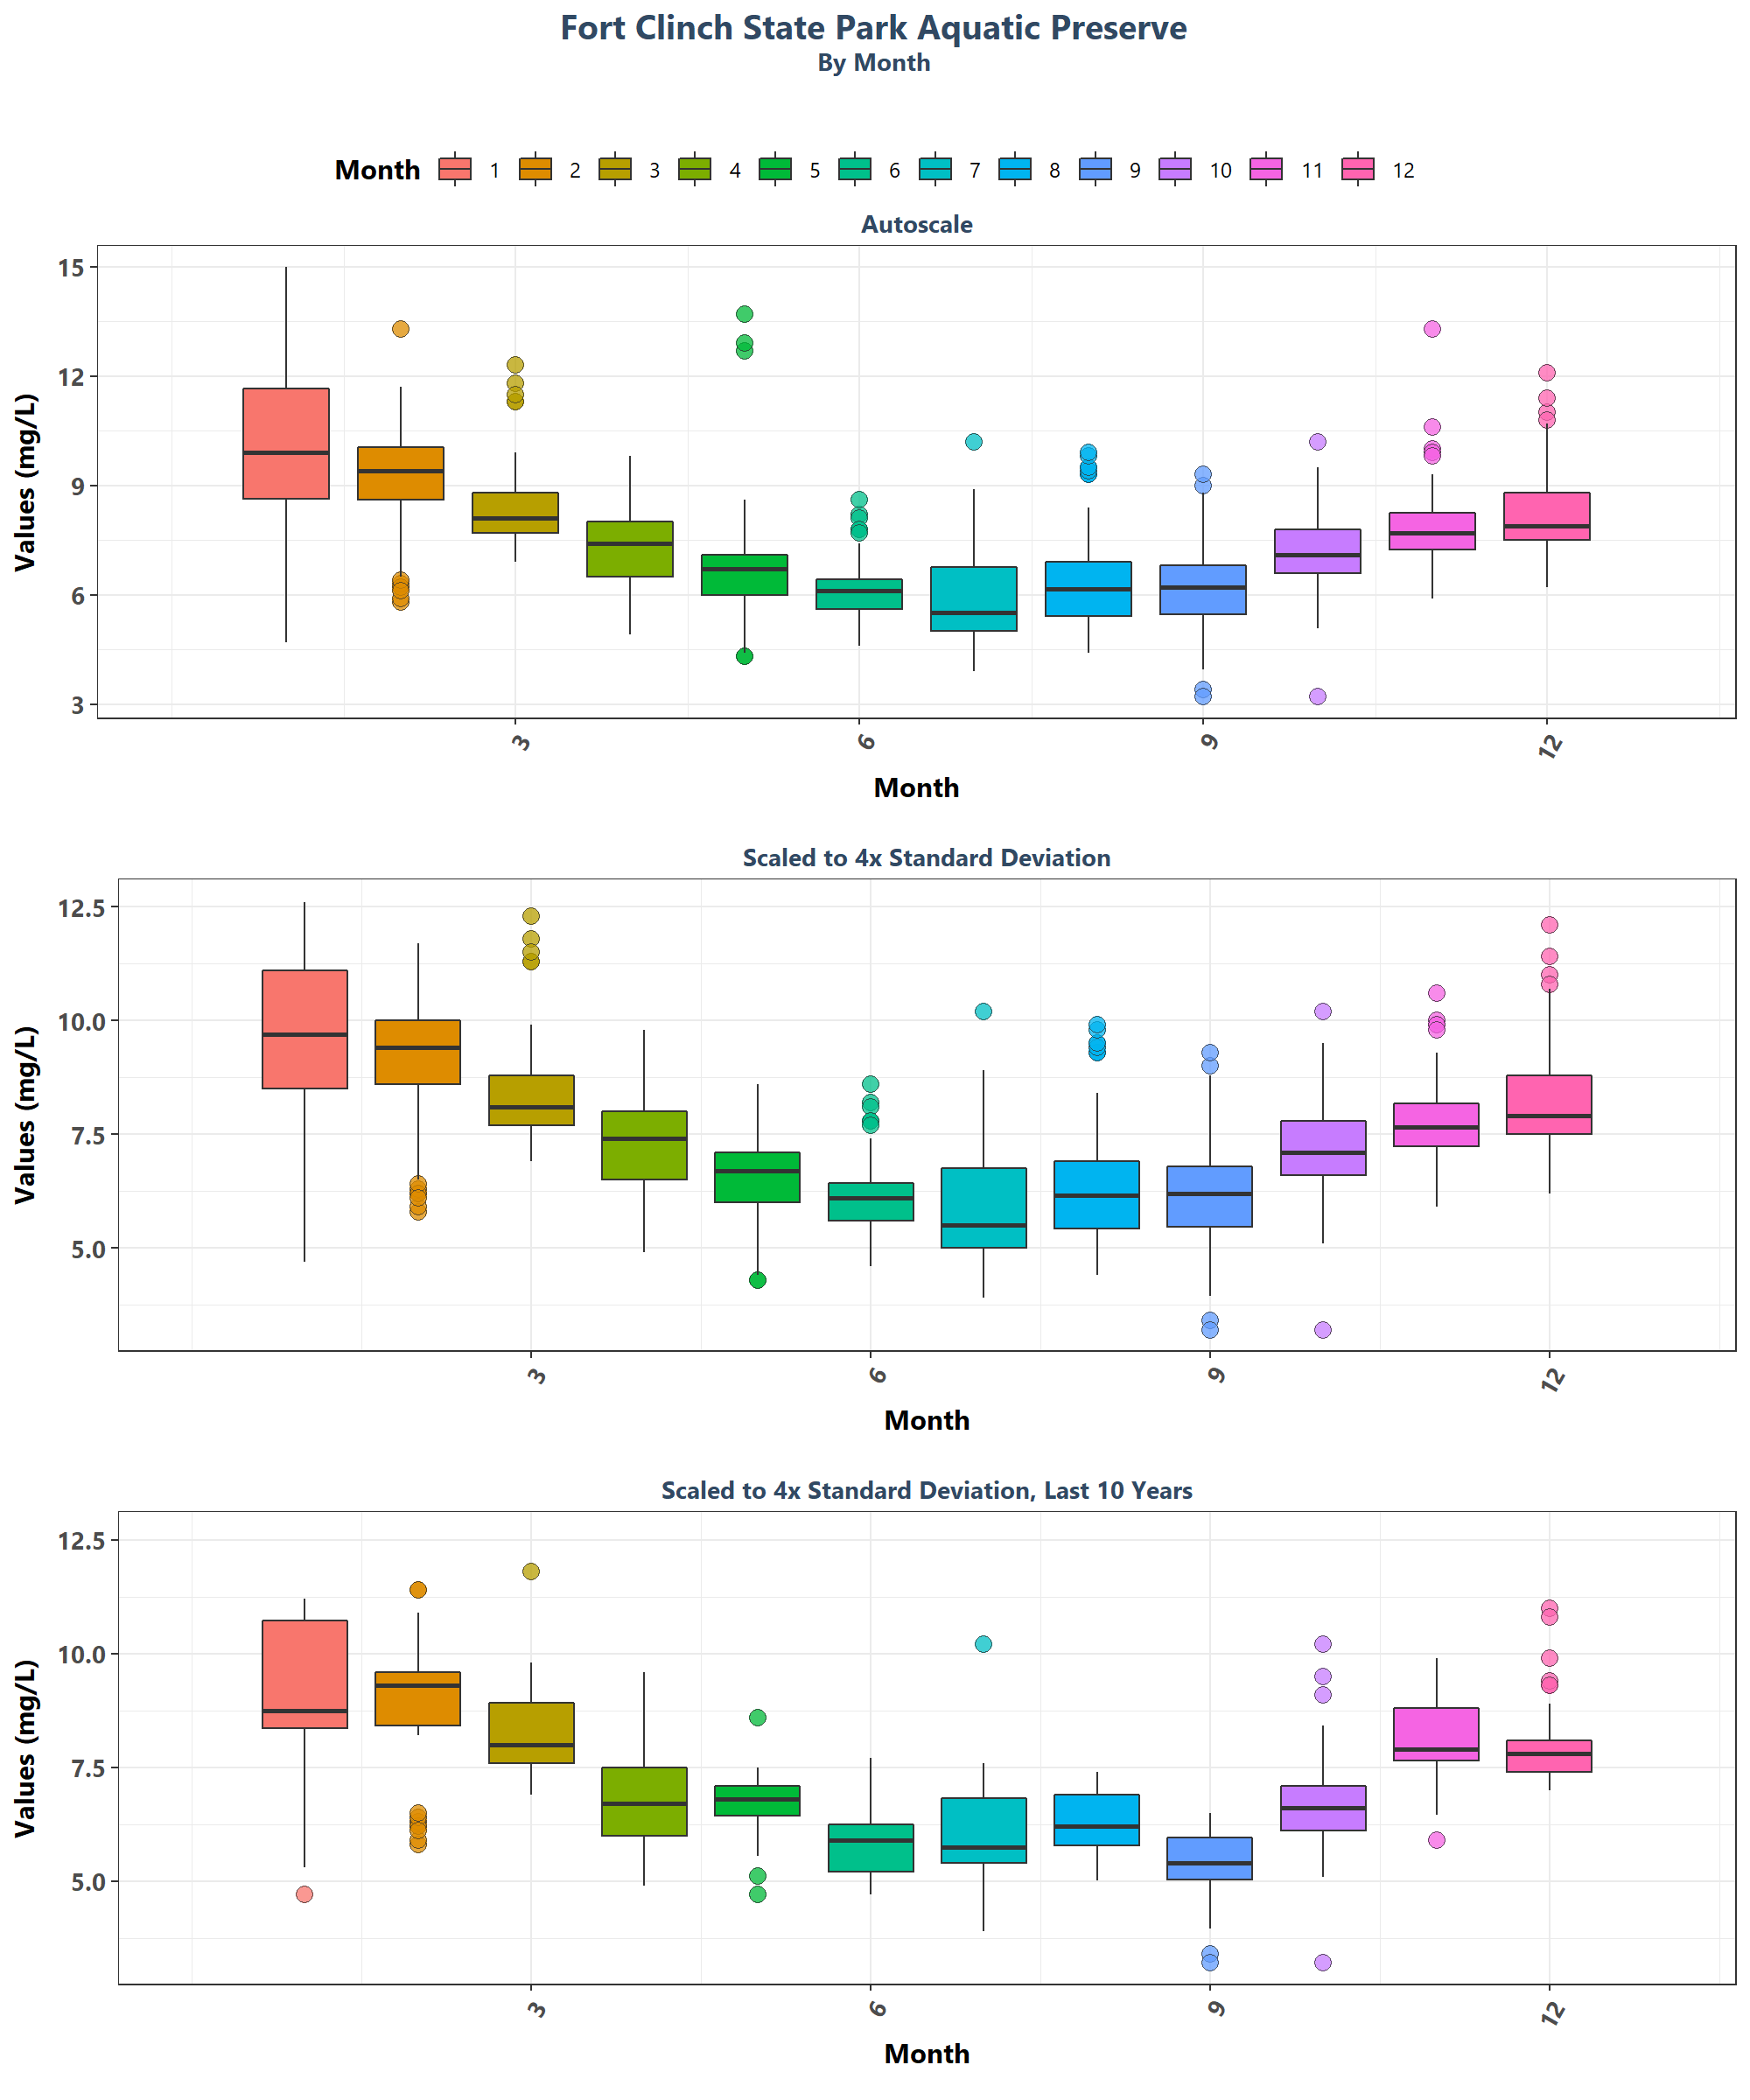 Fort Clinch State Park Aquatic Preserve
By Month
Month 1 2 3 4 5 6 7 8 9 10 11 12
Autoscale
15
12
9
6
3
Values (mg/L)
3 6 9 12
Month
Scaled to 4x Standard Deviation
12.5
10.0
7.5
5.0
Values (mg/L)
3 6 9 12
Month
Scaled to 4x Standard Deviation, Last 10 Years
12.5
10.0
7.5
5.0
Values (mg/L)
3 6 9 12
Month